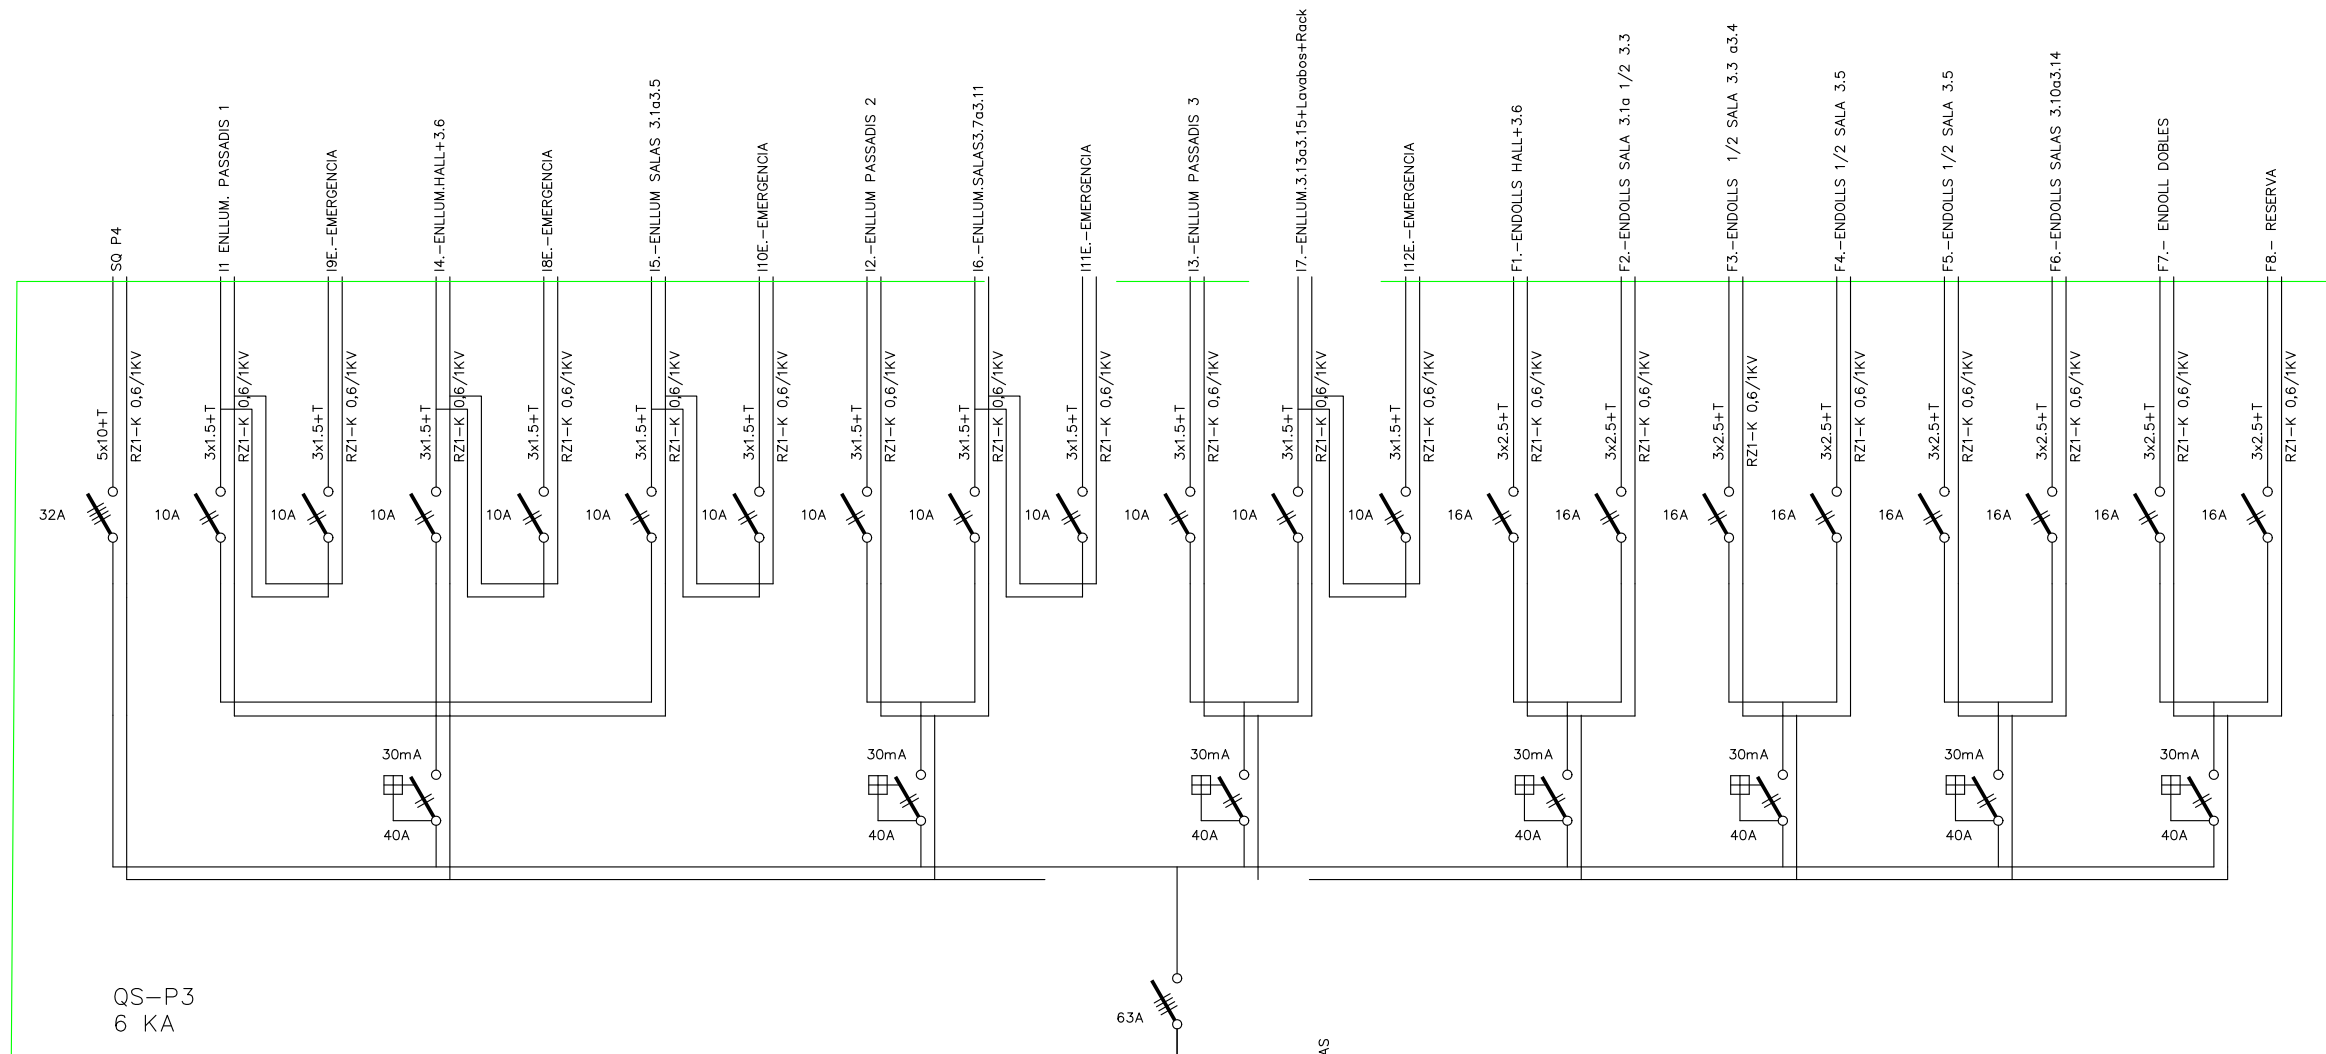 SQ P4
I1 ENLLUM. PASSADIS 1
I9E.-EMERGENCIA
I4.-ENLLUM.HALL+3.6
I8E.-EMERGENCIA
I5.-ENLLUM SALAS 3.1a3.5
I10E.-EMERGENCIA
I2.-ENLLUM PASSADIS 2
I6.-ENLLUM.SALAS3.7a3.11
I11E.-EMERGENCIA
I3.-ENLLUM PASSADIS 3
I7.-ENLLUM.3.13a3.15+Lavabos+Rack
I12E.-EMERGENCIA
F1.-ENDOLLS HALL+3.6
F2.-ENDOLLS SALA 3.1a 1/2 3.3
F3.-ENDOLLS 1/2 SALA 3.3 a3.4
F4.-ENDOLLS 1/2 SALA 3.5
F5.-ENDOLLS 1/2 SALA 3.5
F6.-ENDOLLS SALAS 3.10a3.14
F7.- ENDOLL DOBLES
F8.- RESERVA
5x10+T
RZ1-K 0,6/1KV
3x1.5+T
RZ1-K 0,6/1KV
3x1.5+T
RZ1-K 0,6/1KV
3x1.5+T
RZ1-K 0,6/1KV
3x1.5+T
RZ1-K 0,6/1KV
3x1.5+T
RZ1-K 0,6/1KV
3x1.5+T
RZ1-K 0,6/1KV
3x1.5+T
RZ1-K 0,6/1KV
3x1.5+T
RZ1-K 0,6/1KV
3x1.5+T
RZ1-K 0,6/1KV
3x1.5+T
RZ1-K 0,6/1KV
3x1.5+T
RZ1-K 0,6/1KV
3x1.5+T
RZ1-K 0,6/1KV
3x2.5+T
RZ1-K 0,6/1KV
3x2.5+T
RZ1-K 0,6/1KV
3x2.5+T
RZ1-K 0,6/1KV
3x2.5+T
RZ1-K 0,6/1KV
3x2.5+T
RZ1-K 0,6/1KV
3x2.5+T
RZ1-K 0,6/1KV
3x2.5+T
RZ1-K 0,6/1KV
3x2.5+T
RZ1-K 0,6/1KV
32A
10A
10A
10A
10A
10A
10A
10A
10A
10A
10A
10A
10A
16A
16A
16A
16A
16A
16A
16A
16A
30mA
30mA
30mA
30mA
30mA
30mA
30mA
40A
40A
40A
40A
40A
40A
40A
QS-P3
6 KA
63A
AS